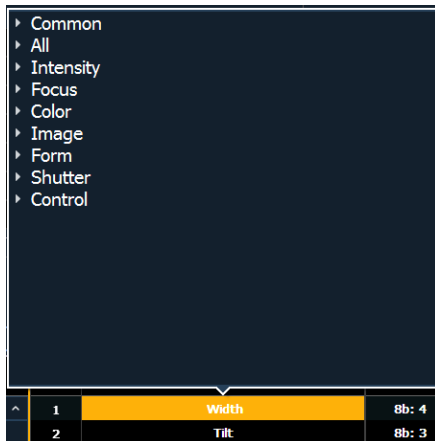 Common
All
Intensity
Focus
Color
Image
Form
Shutter
Control
1 Width 8b: 4
2 Tilt 8b: 3